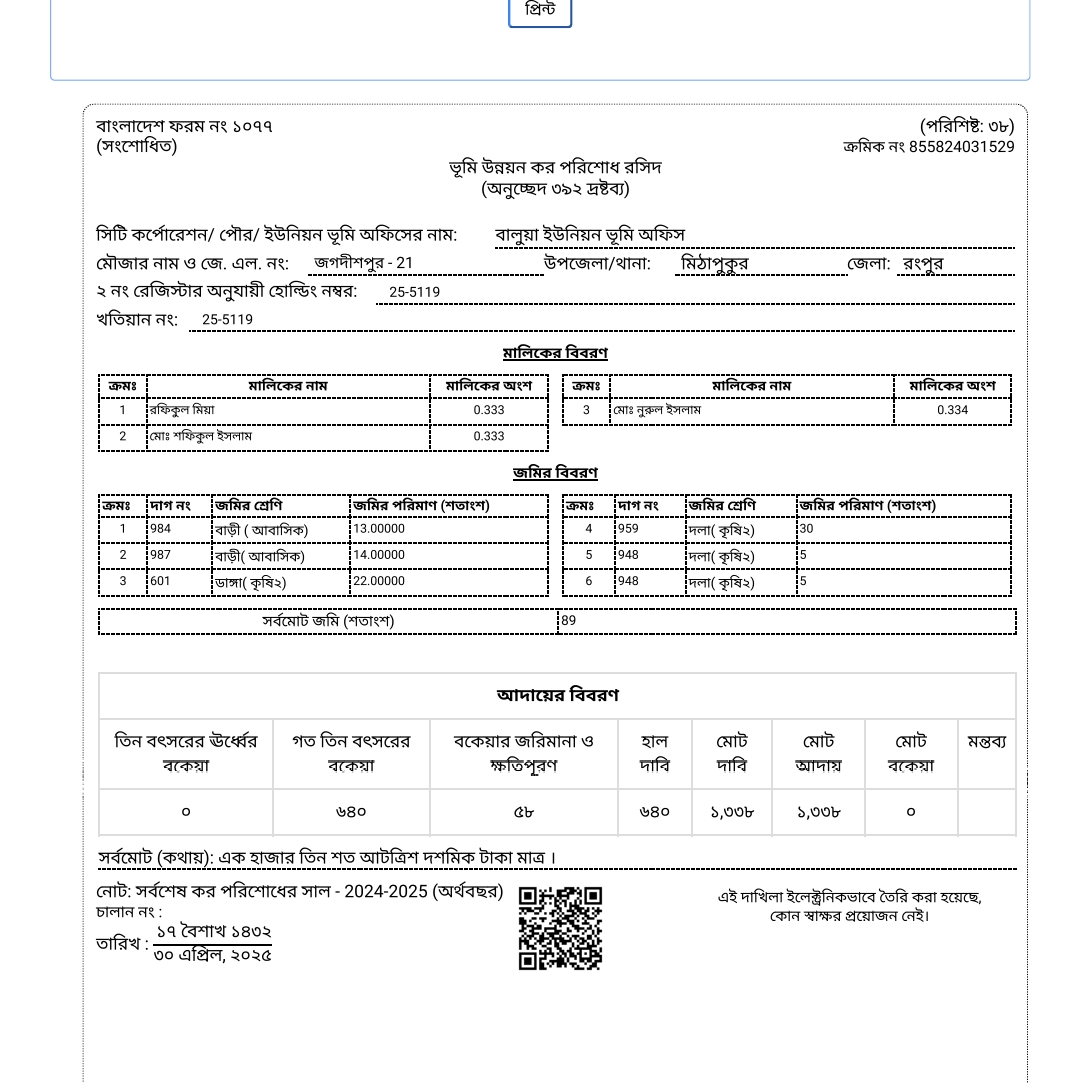 প্রিন্ট
বাংলাদেশ ফরম নং ১০৭৭
(সংশোধিত)
(পরিশিষ্ট: ৩৮)
ক্রমিক নং 855824031529
ভূমি উন্নয়ন কর পরিশোধ রসিদ
(অনুচ্ছেদ ৩৯২ দ্রষ্টব্য)
সিটি কর্পোরেশন/ পৌর/ ইউনিয়ন ভূমি অফিসের নাম: বালুয়া ইউনিয়ন ভূমি অফিস
মৌজার নাম ও জে. এল. নং: জগদীশপুর - 21 উপজেলা/থানা: মিঠাপুকুর জেলা: রংপুর
২ নং রেজিস্টার অনুযায়ী হোল্ডিং নম্বর: 25-5119
খতিয়ান নং: 25-5119
মালিকের বিবরণ
ক্রমঃ মালিকের নাম মালিকের অংশ
1 রফিকুল মিয়া 0.333
2 মোঃ শফিকুল ইসলাম 0.333
ক্রমঃ মালিকের নাম মালিকের অংশ
3 মোঃ নুরুল ইসলাম 0.334
জমির বিবরণ
ক্রমঃ দাগ নং জমির শ্রেণি জমির পরিমাণ (শতাংশ)
1 984 বাড়ী ( আবাসিক) 13.00000
2 987 বাড়ী( আবাসিক) 14.00000
3 601 ডাঙ্গা( কৃষি২) 22.00000
ক্রমঃ দাগ নং জমির শ্রেণি জমির পরিমাণ (শতাংশ)
4 959 দলা( কৃষি২) 30
5 948 দলা( কৃষি২) 5
6 948 দলা( কৃষি২) 5
সর্বমোট জমি (শতাংশ) 89
আদায়ের বিবরণ
তিন বৎসরের ঊর্ধ্বের বকেয়া গত তিন বৎসরের বকেয়া বকেয়ার জরিমানা ও ক্ষতিপূরণ হাল দাবি মোট দাবি মোট আদায় মোট বকেয়া মন্তব্য
০ ৬৪০ ৫৮ ৬৪০ ১,৩৩৮ ১,৩৩৮ ০
সর্বমোট (কথায়): এক হাজার তিন শত আটত্রিশ দশমিক টাকা মাত্র ।
নোট: সর্বশেষ কর পরিশোধের সাল - 2024-2025 (অর্থবছর)
চালান নং :
তারিখ : ১৭ বৈশাখ ১৪৩২
৩০ এপ্রিল, ২০২৫
এই দাখিলা ইলেক্ট্রনিকভাবে তৈরি করা হয়েছে,
কোন স্বাক্ষর প্রয়োজন নেই।